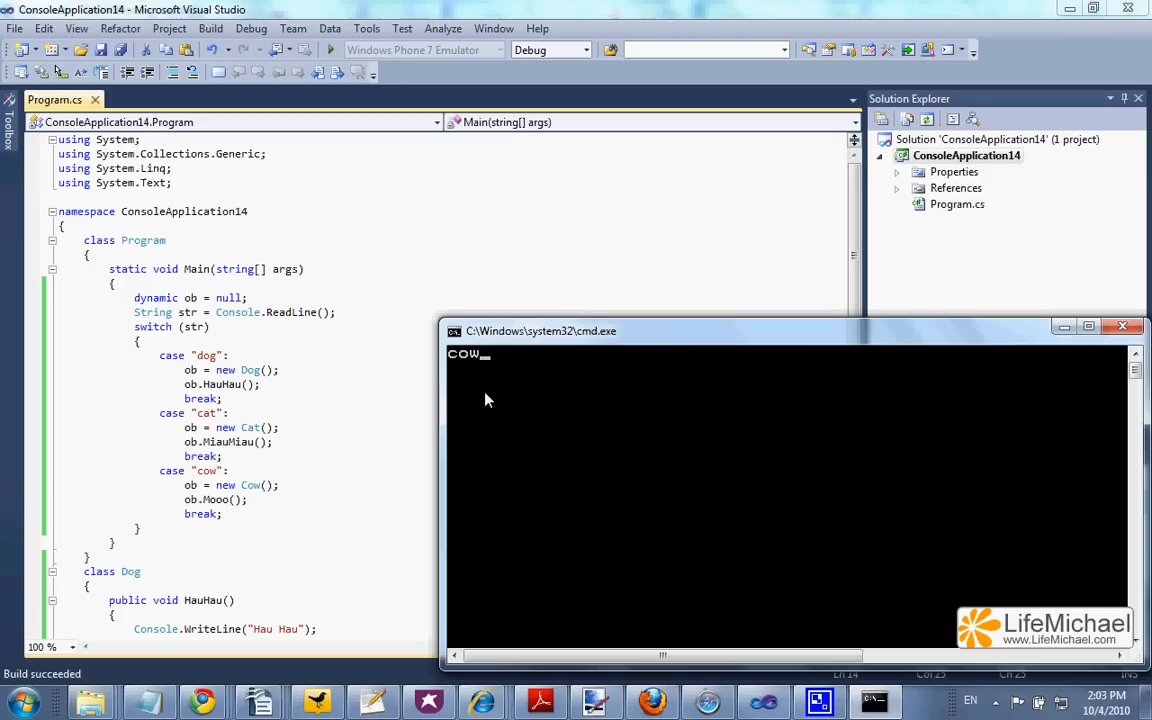 ConsoleApplication14 - Microsoft Visual Studio
File Edit View Refactor Project Build Debug Team Data Tools Test Analyze Window Help
Windows Phone 7 Emulator Debug
Program.cs
ConsoleApplication14.Program Main(string[] args)
Toolbox
using System;
using System.Collections.Generic;
using System.Linq;
using System.Text;
namespace ConsoleApplication14
{
class Program
{
static void Main(string[] args)
{
dynamic ob = null;
String str = Console.ReadLine();
switch (str)
{
case "dog":
ob = new Dog();
ob.HauHau();
break;
case "cat":
ob = new Cat();
ob.MiauMiau();
break;
case "cow":
ob = new Cow();
ob.Mooo();
break;
}
}
}
class Dog
{
public void HauHau()
{
Console.WriteLine("Hau Hau");
100 %
Solution Explorer
Solution 'ConsoleApplication14' (1 project)
ConsoleApplication14
Properties
References
Program.cs
C:\Windows\system32\cmd.exe
C:\.
cow_
LifeMichael
www.LifeMichael.com
Build succeeded
Ln 14 Col 25 Ch 25 INS
EN
2:03 PM
10/4/2010